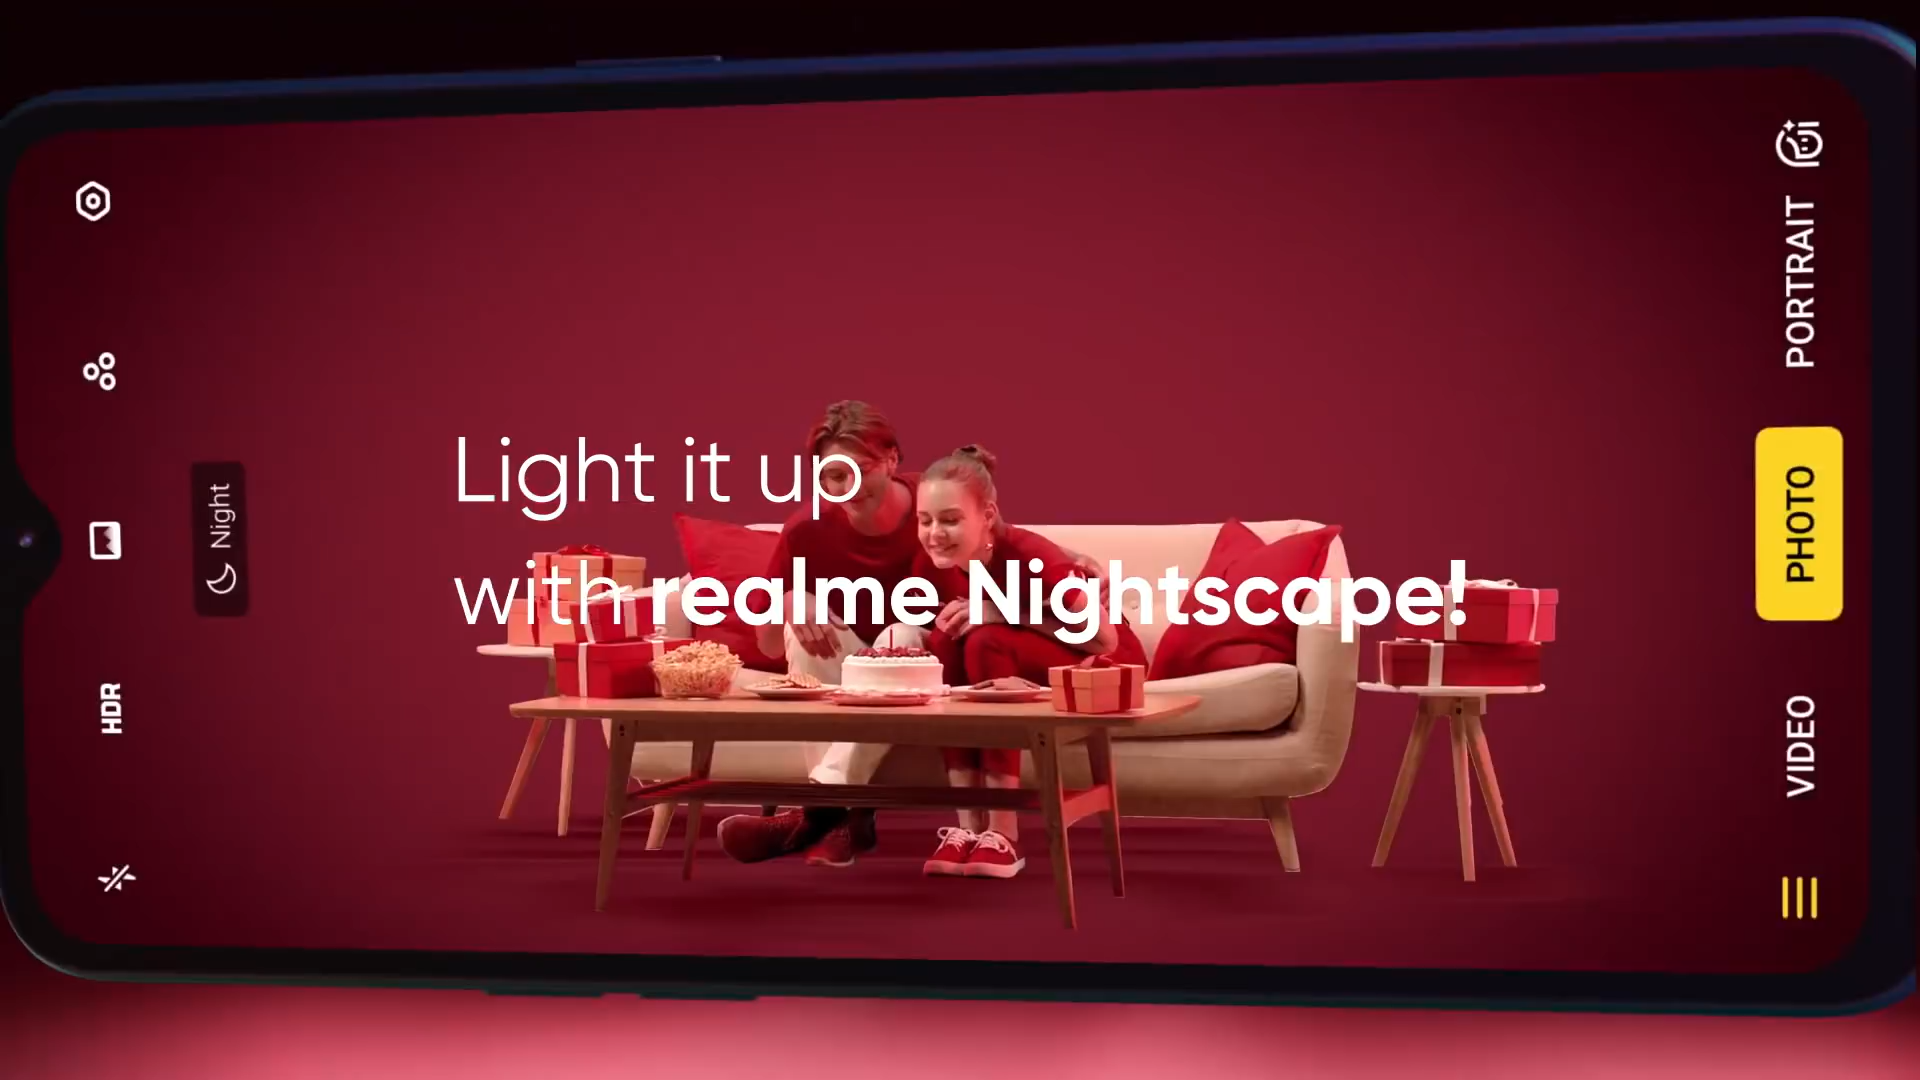 Light it up
with realme Nightscape!
Night
HDR
PORTRAIT
PHOTO
VIDEO